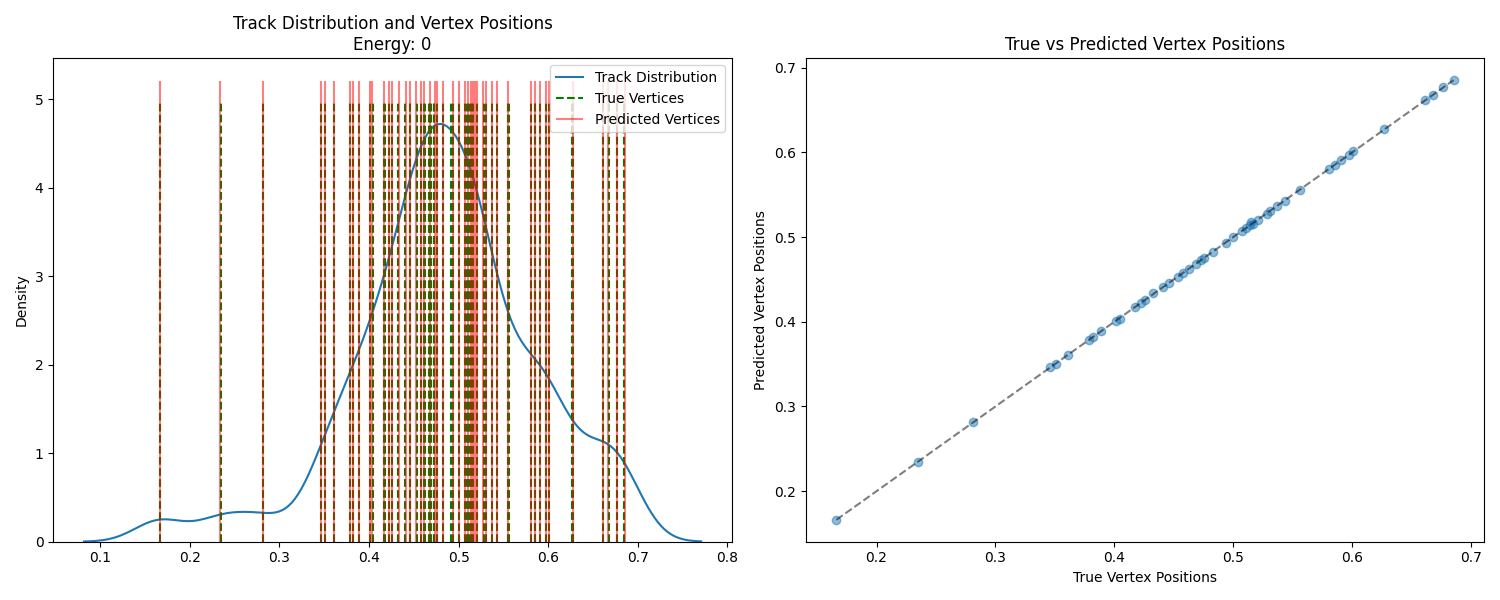 Track Distribution and Vertex Positions
Energy: 0
Track Distribution
True Vertices
Predicted Vertices
Density
5
4
3
2
1
0
0.1 0.2 0.3 0.4 0.5 0.6 0.7 0.8
True vs Predicted Vertex Positions
Predicted Vertex Positions
0.7
0.6
0.5
0.4
0.3
0.2
0.2 0.3 0.4 0.5 0.6 0.7
True Vertex Positions